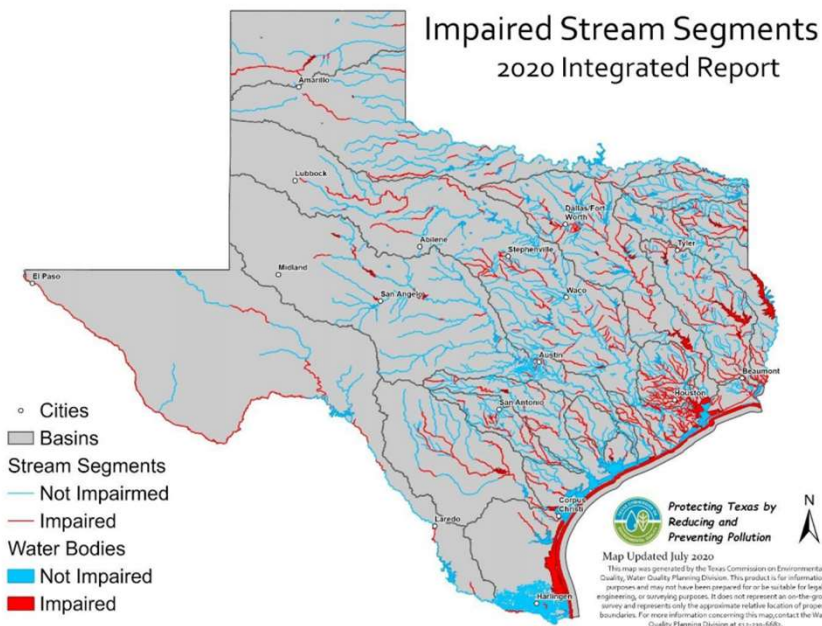 Impaired Stream Segments
2020 Integrated Report
Amarillo
Lubbock
Dallas/Fort
Worth
Abilene
Stephenville
Tyler
Midland
El Paso
San Angelo
Waco
Austin
Beaumont
Houston
San Antonio
Corpus
Christi
Laredo
Harlingen
Cities
Basins
Stream Segments
Not Impairmed
Impaired
Water Bodies
Not Impaired
Impaired
Protecting Texas by
Reducing and
Preventing Pollution
N
Map Updated July 2020
This map was generated by the Texas Commission on Environmenta
Quality, Water Quality Planning Division. This product is for information
purposes and may not have been prepared for or be suitable for legal
engineering, or surveying purposes. It does not represent an on-the-gro
survey and represents only the approximate relative location of prope
boundaries. For more information concerning this map, contact the Wa
Quality Planning Division at